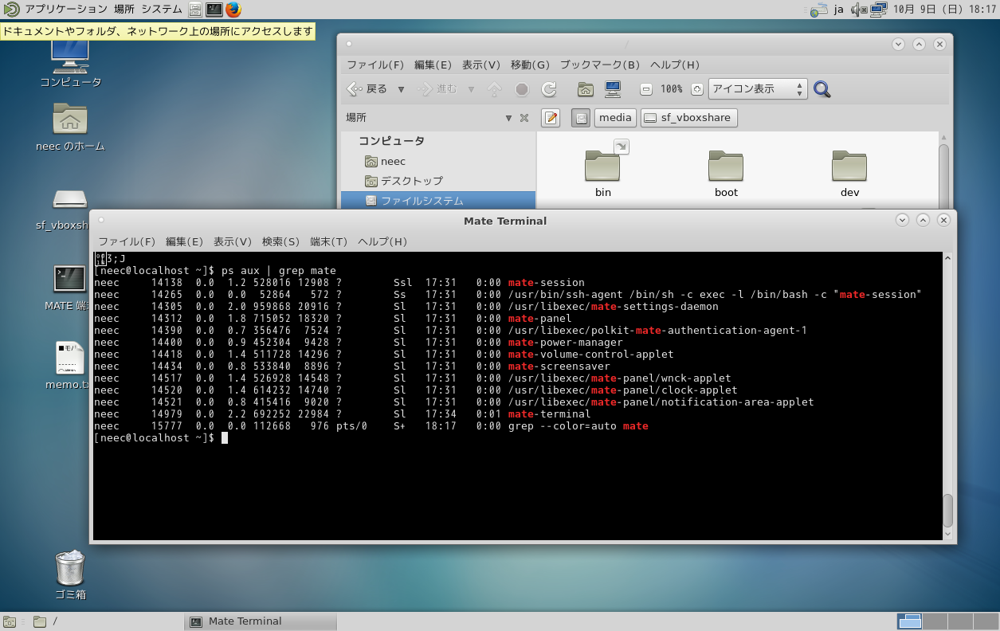 アプリケーション 場所 システム ja 10月 9日 (日) 18:17
ドキュメントやフォルダ、ネットワーク上の場所にアクセスします
コンピュータ
neec のホーム
sf_vboxsh
MATE 端
memo.tx
ゴミ箱
/
ファイル(F) 編集(E) 表示(V) 移動(G) ブックマーク(B) ヘルプ(H)
戻る 進む 100% アイコン表示
場所 media sf_vboxshare
コンピュータ
neec
デスクトップ
ファイルシステム
bin boot dev
Mate Terminal
ファイル(F) 編集(E) 表示(V) 検索(S) 端末(T) ヘルプ(H)
3;J
[neec@localhost ~]$ ps aux | grep mate
neec 14138 0.0 1.2 528016 12908 ? Ssl 17:31 0:00 mate-session
neec 14265 0.0 0.0 52864 572 ? Ss 17:31 0:00 /usr/bin/ssh-agent /bin/sh -c exec -l /bin/bash -c "mate-session"
neec 14305 0.0 2.0 959868 20916 ? Sl 17:31 0:00 /usr/libexec/mate-settings-daemon
neec 14312 0.0 1.8 715052 18320 ? Sl 17:31 0:00 mate-panel
neec 14390 0.0 0.7 356476 7524 ? Sl 17:31 0:00 /usr/libexec/polkit-mate-authentication-agent-1
neec 14400 0.0 0.9 452304 9428 ? Sl 17:31 0:00 mate-power-manager
neec 14418 0.0 1.4 511728 14296 ? Sl 17:31 0:00 mate-volume-control-applet
neec 14434 0.0 0.8 533840 8896 ? Sl 17:31 0:00 mate-screensaver
neec 14517 0.0 1.4 526928 14548 ? Sl 17:31 0:00 /usr/libexec/mate-panel/wnck-applet
neec 14520 0.0 1.4 614232 14740 ? Sl 17:31 0:00 /usr/libexec/mate-panel/clock-applet
neec 14521 0.0 0.8 415416 9020 ? Sl 17:31 0:00 /usr/libexec/mate-panel/notification-area-applet
neec 14979 0.0 2.2 692252 22984 ? Sl 17:34 0:01 mate-terminal
neec 15777 0.0 0.0 112668 976 pts/0 S+ 18:17 0:00 grep --color=auto mate
[neec@localhost ~]$
/ Mate Terminal